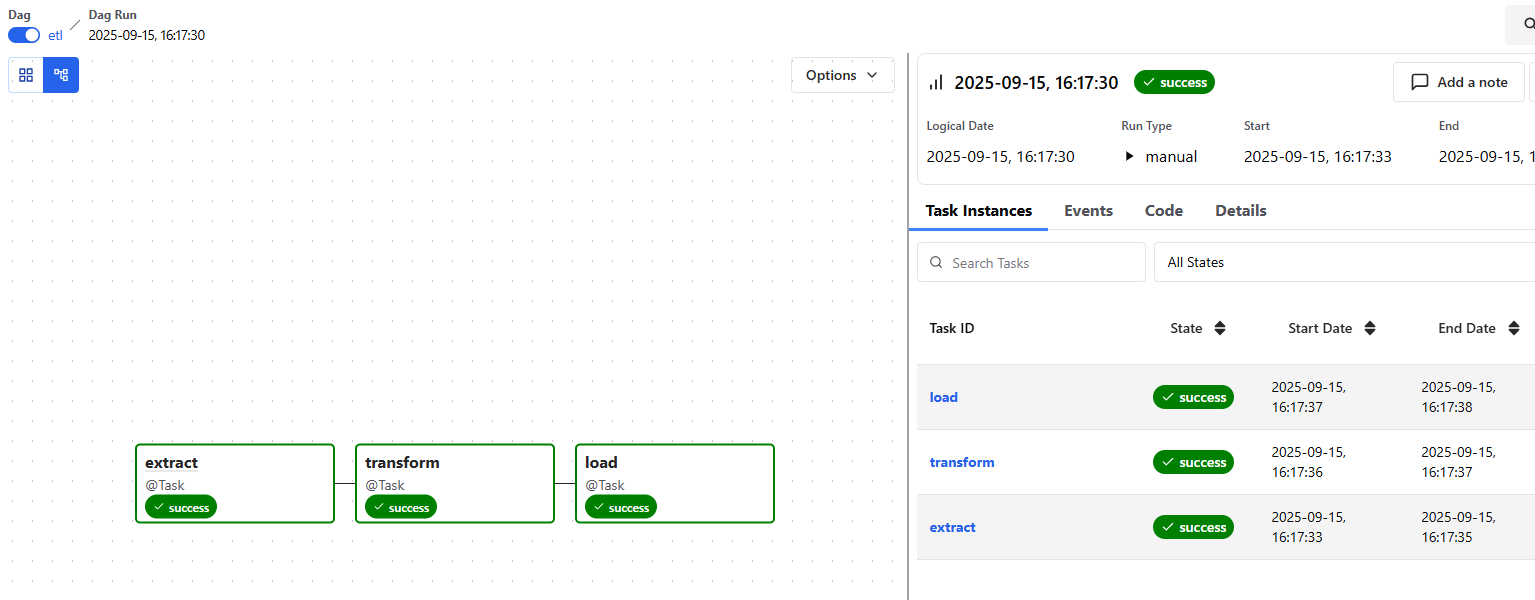 Dag
etl
Dag Run
2025-09-15, 16:17:30
Options
2025-09-15, 16:17:30
success
Add a note
Logical Date
Run Type
Start
End
2025-09-15, 16:17:30
manual
2025-09-15, 16:17:33
2025-09-15, 1
Task Instances
Events
Code
Details
Search Tasks
All States
Task ID
State
Start Date
End Date
load
success
2025-09-15,
16:17:37
2025-09-15,
16:17:38
transform
success
2025-09-15,
16:17:36
2025-09-15,
16:17:37
extract
success
2025-09-15,
16:17:33
2025-09-15,
16:17:35
extract
@Task
success
transform
@Task
success
load
@Task
success